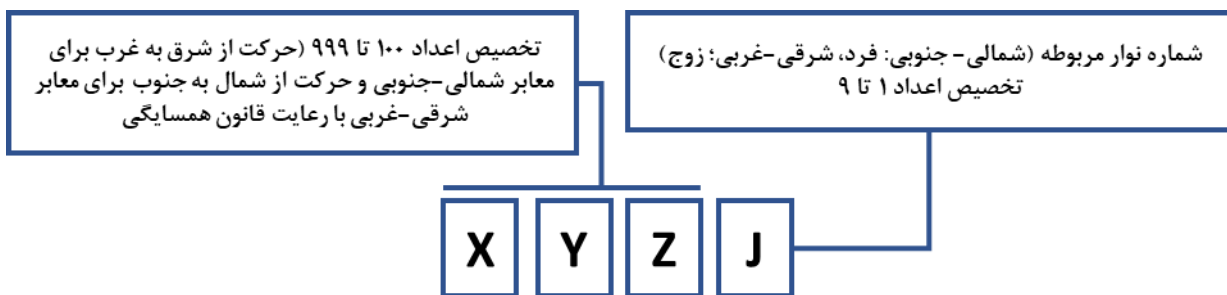 تخصیص اعداد ۱۰۰ تا ۹۹۹ (حرکت از شرق به غرب برای
معابر شمالی-جنوبی و حرکت از شمال به جنوب برای معابر
شرقی-غربی با رعایت قانون همسایگی
شماره نوار مربوطه (شمالی- جنوبی: فرد، شرقی-غربی؛ زوج)
تخصیص اعداد ۱ تا ۹
X Y Z J